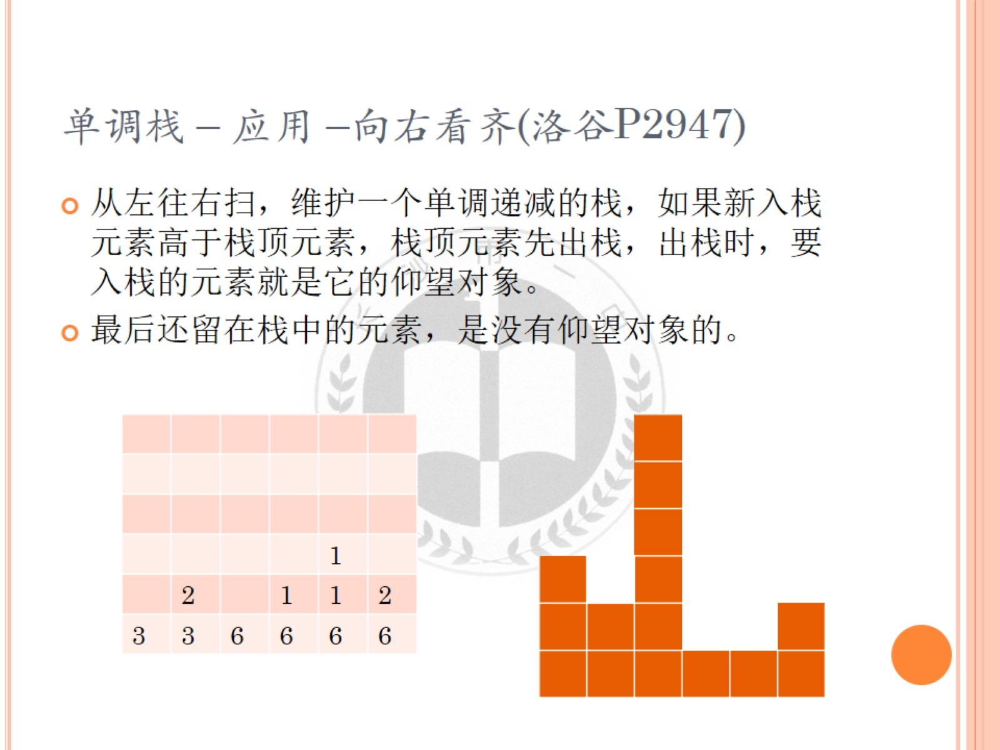 单调栈 – 应用 –向右看齐(洛谷P2947)
从左往右扫，维护一个单调递减的栈，如果新入栈
元素高于栈顶元素，栈顶元素先出栈，出栈时，要
入栈的元素就是它的仰望对象。
最后还留在栈中的元素，是没有仰望对象的。
1
2 1 1 2
3 3 6 6 6 6